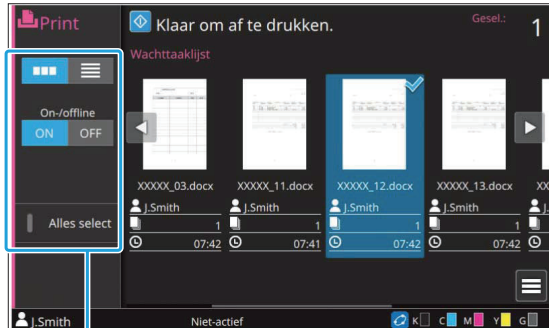 Print
Klaar om af te drukken.
Gesel.:
1
Wachttaaklijst
On-/offline
ON OFF
Alles select
XXXXX_03.docx XXXXX_11.docx XXXXX_12.docx XXXXX_13.docx XX
J.Smith J.Smith J.Smith J.Smith J.
1 1 1 1
07:42 07:41 07:42 07:42
J.Smith
Niet-actief
K C M Y G